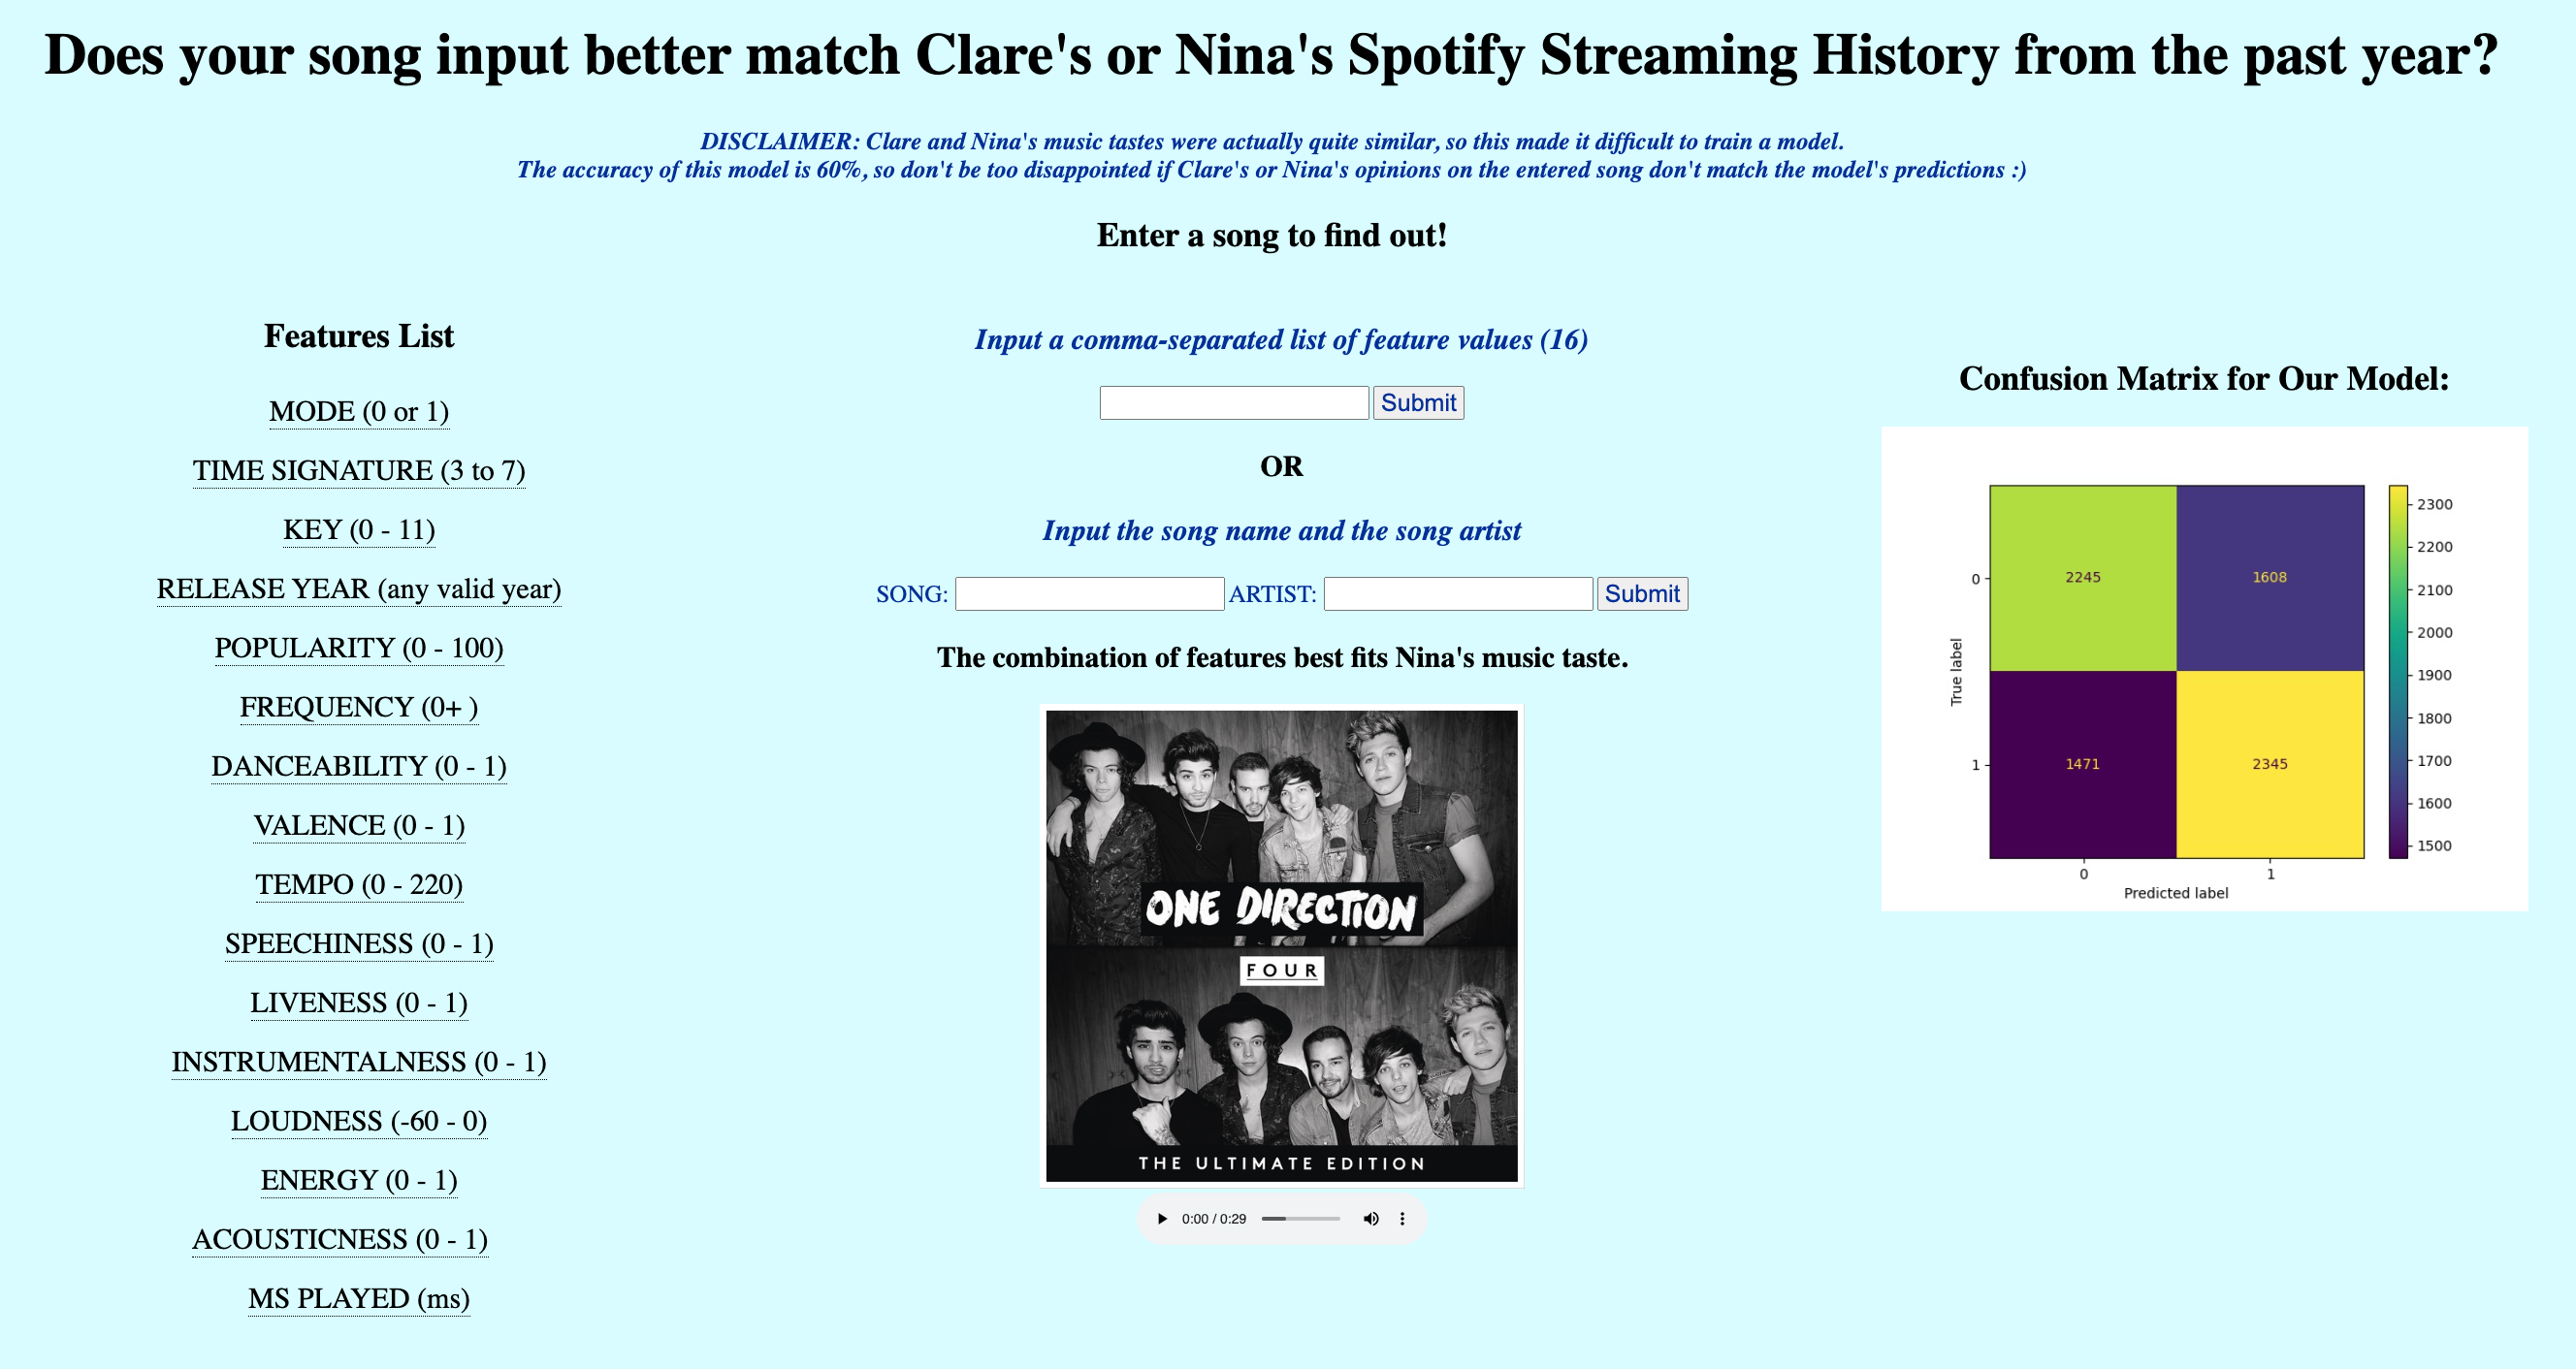 Does your song input better match Clare's or Nina's Spotify Streaming History from the past year?
DISCLAIMER: Clare and Nina's music tastes were actually quite similar, so this made it difficult to train a model.
The accuracy of this model is 60%, so don't be too disappointed if Clare's or Nina's opinions on the entered song don't match the model's predictions :)
Enter a song to find out!
Features List
MODE (0 or 1)
TIME SIGNATURE (3 to 7)
KEY (0 - 11)
RELEASE YEAR (any valid year)
POPULARITY (0 - 100)
FREQUENCY (0+ )
DANCEABILITY (0 - 1)
VALENCE (0 - 1)
TEMPO (0 - 220)
SPEECHINESS (0 - 1)
LIVENESS (0 - 1)
INSTRUMENTALNESS (0 - 1)
LOUDNESS (-60 - 0)
ENERGY (0 - 1)
ACOUSTICNESS (0 - 1)
MS PLAYED (ms)
Input a comma-separated list of feature values (16)
Submit
OR
Input the song name and the song artist
SONG: ARTIST: Submit
The combination of features best fits Nina's music taste.
ONE DIRECTION
FOUR
THE ULTIMATE EDITION
0:00 / 0:29
Confusion Matrix for Our Model:
True label
0
1
2245 1608
1471 2345
0 1
Predicted label
2300
2200
2100
2000
1900
1800
1700
1600
1500